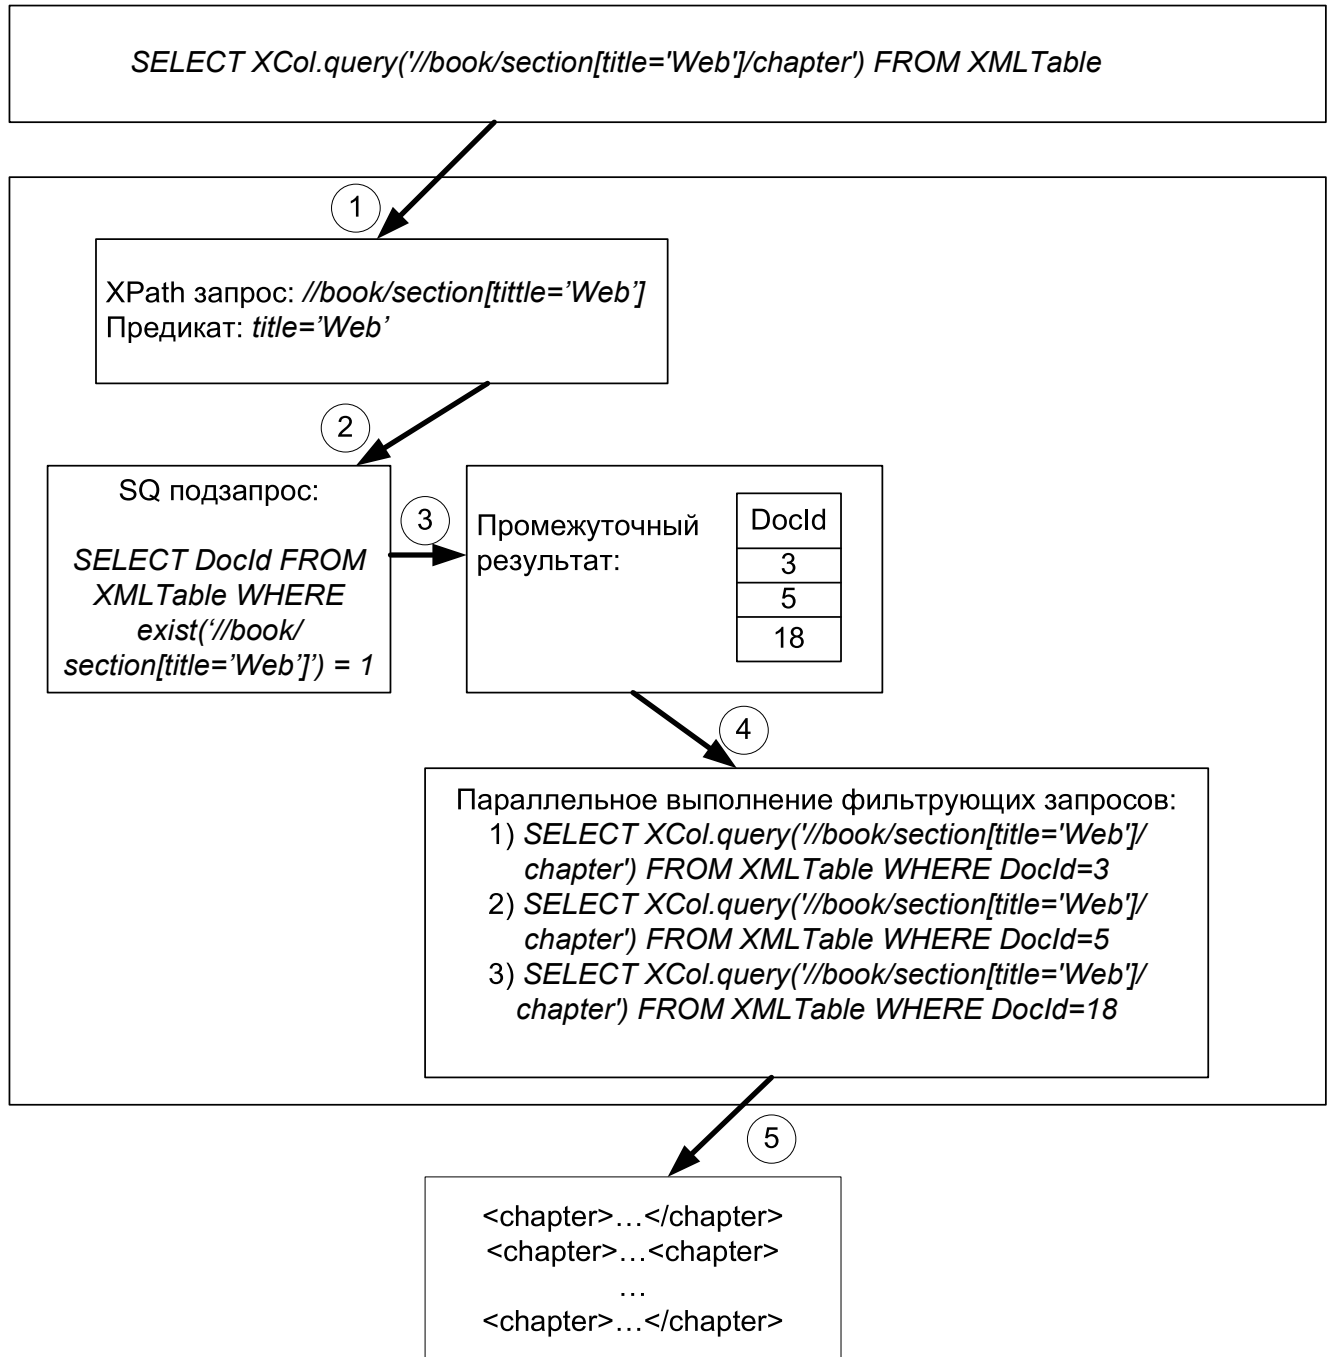 SELECT XCol.query('//book/section[title='Web']/chapter') FROM XMLTable
1
XPath запрос: //book/section[tittle=’Web’]
Предикат: title=’Web’
2
SQ подзапрос:
SELECT DocId FROM
XMLTable WHERE
exist(‘//book/
section[title=’Web’]’) = 1
3
Промежуточный
результат:
DocId
3
5
18
4
Параллельное выполнение фильтрующих запросов:
1) SELECT XCol.query('//book/section[title='Web']/
chapter') FROM XMLTable WHERE DocId=3
2) SELECT XCol.query('//book/section[title='Web']/
chapter') FROM XMLTable WHERE DocId=5
3) SELECT XCol.query('//book/section[title='Web']/
chapter') FROM XMLTable WHERE DocId=18
5
<chapter>…</chapter>
<chapter>…<chapter>
…
<chapter>…</chapter>